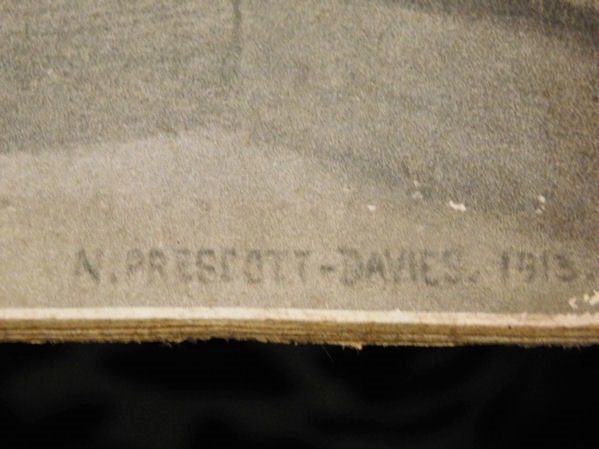 N. PRESCOTT-DAVIES. 1913.